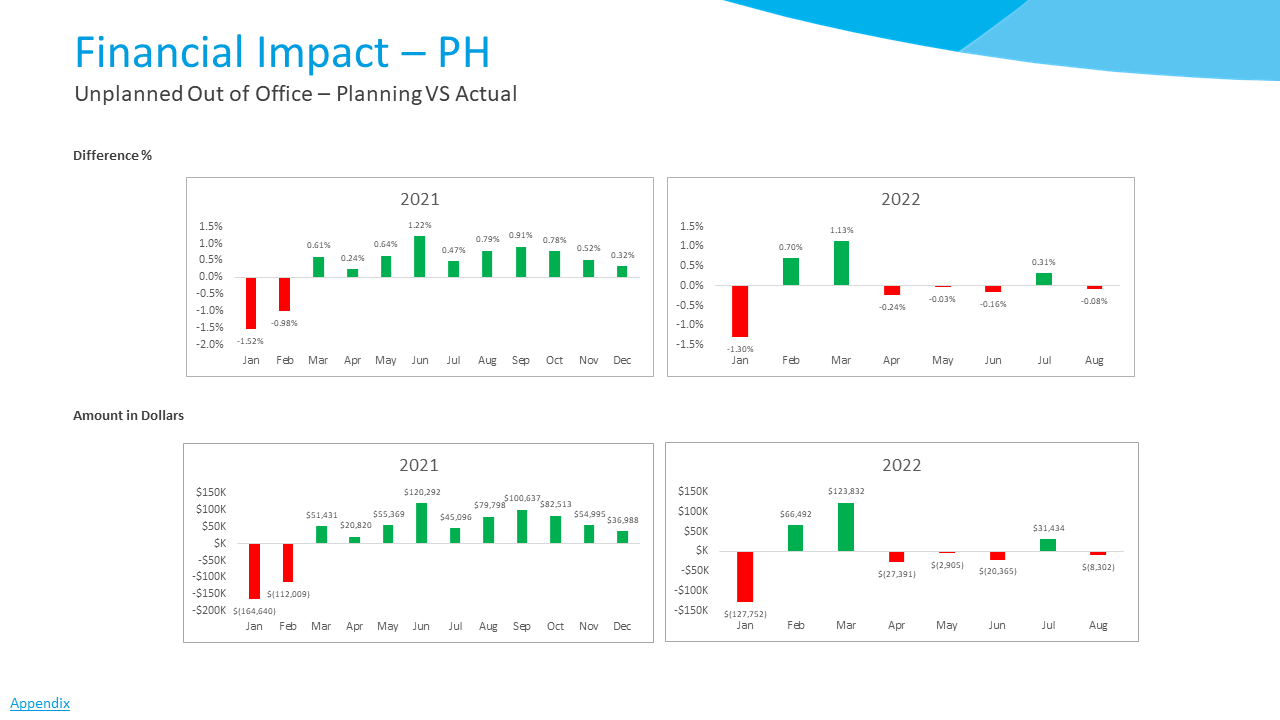 Financial Impact – PH
Unplanned Out of Office – Planning VS Actual
Difference %
2021
1.5%
1.0%
0.5%
0.0%
-0.5%
-1.0%
-1.5%
-2.0%
-1.52%
-0.98%
0.61%
0.24%
0.64%
1.22%
0.47%
0.79%
0.91%
0.78%
0.52%
0.32%
Jan Feb Mar Apr May Jun Jul Aug Sep Oct Nov Dec
2022
1.5%
1.0%
0.5%
0.0%
-0.5%
-1.0%
-1.5%
-1.30%
0.70%
1.13%
-0.24%
-0.03%
-0.16%
0.31%
-0.08%
Jan Feb Mar Apr May Jun Jul Aug
Amount in Dollars
2021
$150K
$100K
$50K
$K
-$50K
-$100K
-$150K
-$200K
$(164,640)
$(112,009)
$51,431
$20,820
$55,369
$120,292
$45,096
$79,798
$100,637
$82,513
$54,995
$36,988
Jan Feb Mar Apr May Jun Jul Aug Sep Oct Nov Dec
2022
$150K
$100K
$50K
$K
-$50K
-$100K
-$150K
$(127,752)
$66,492
$123,832
$(27,391)
$(2,905)
$(20,365)
$31,434
$(8,302)
Jan Feb Mar Apr May Jun Jul Aug
Appendix